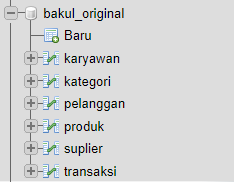 bakul_original
Baru
karyawan
kategori
pelanggan
produk
suplier
transaksi